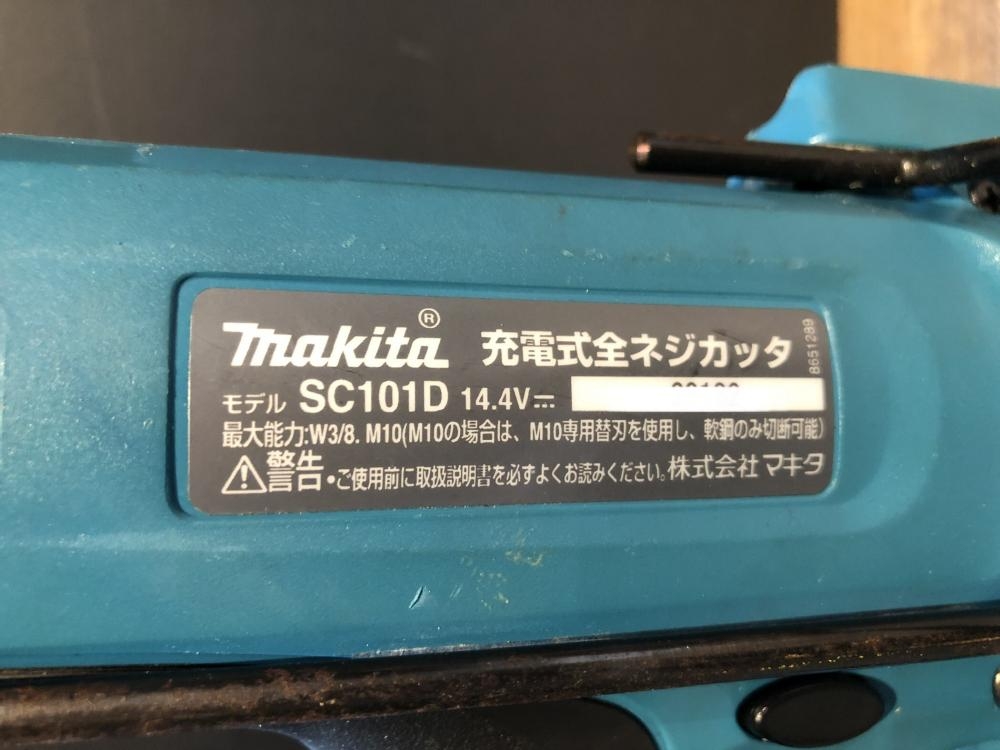 makita® 充電式全ネジカッタ
モデル SC101D 14.4V⎓
最大能力:W3/8. M10(M10の場合は、M10専用替刃を使用し、軟鋼のみ切断可能)
⚠警告•ご使用前に取扱説明書を必ずよくお読みください。株式会社マキタ
8651289